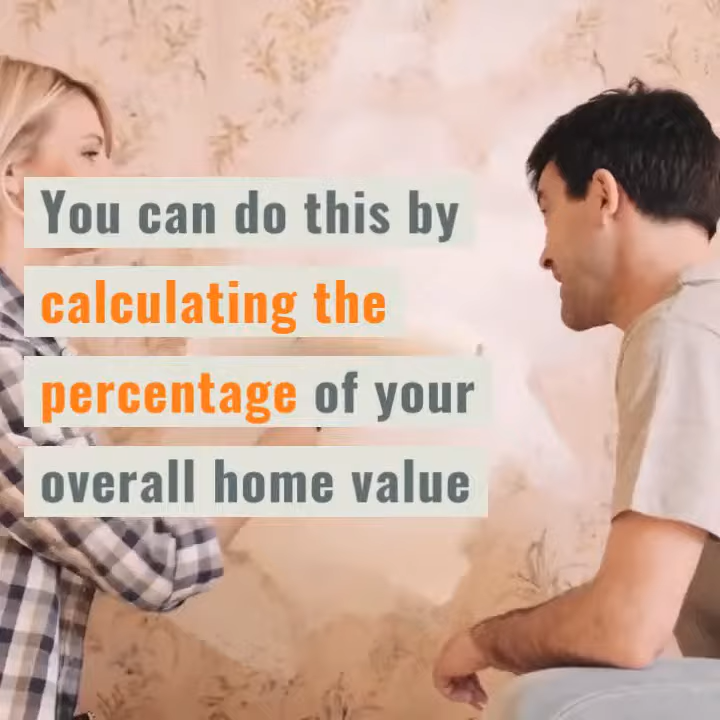 You can do this by
calculating the
percentage of your
overall home value